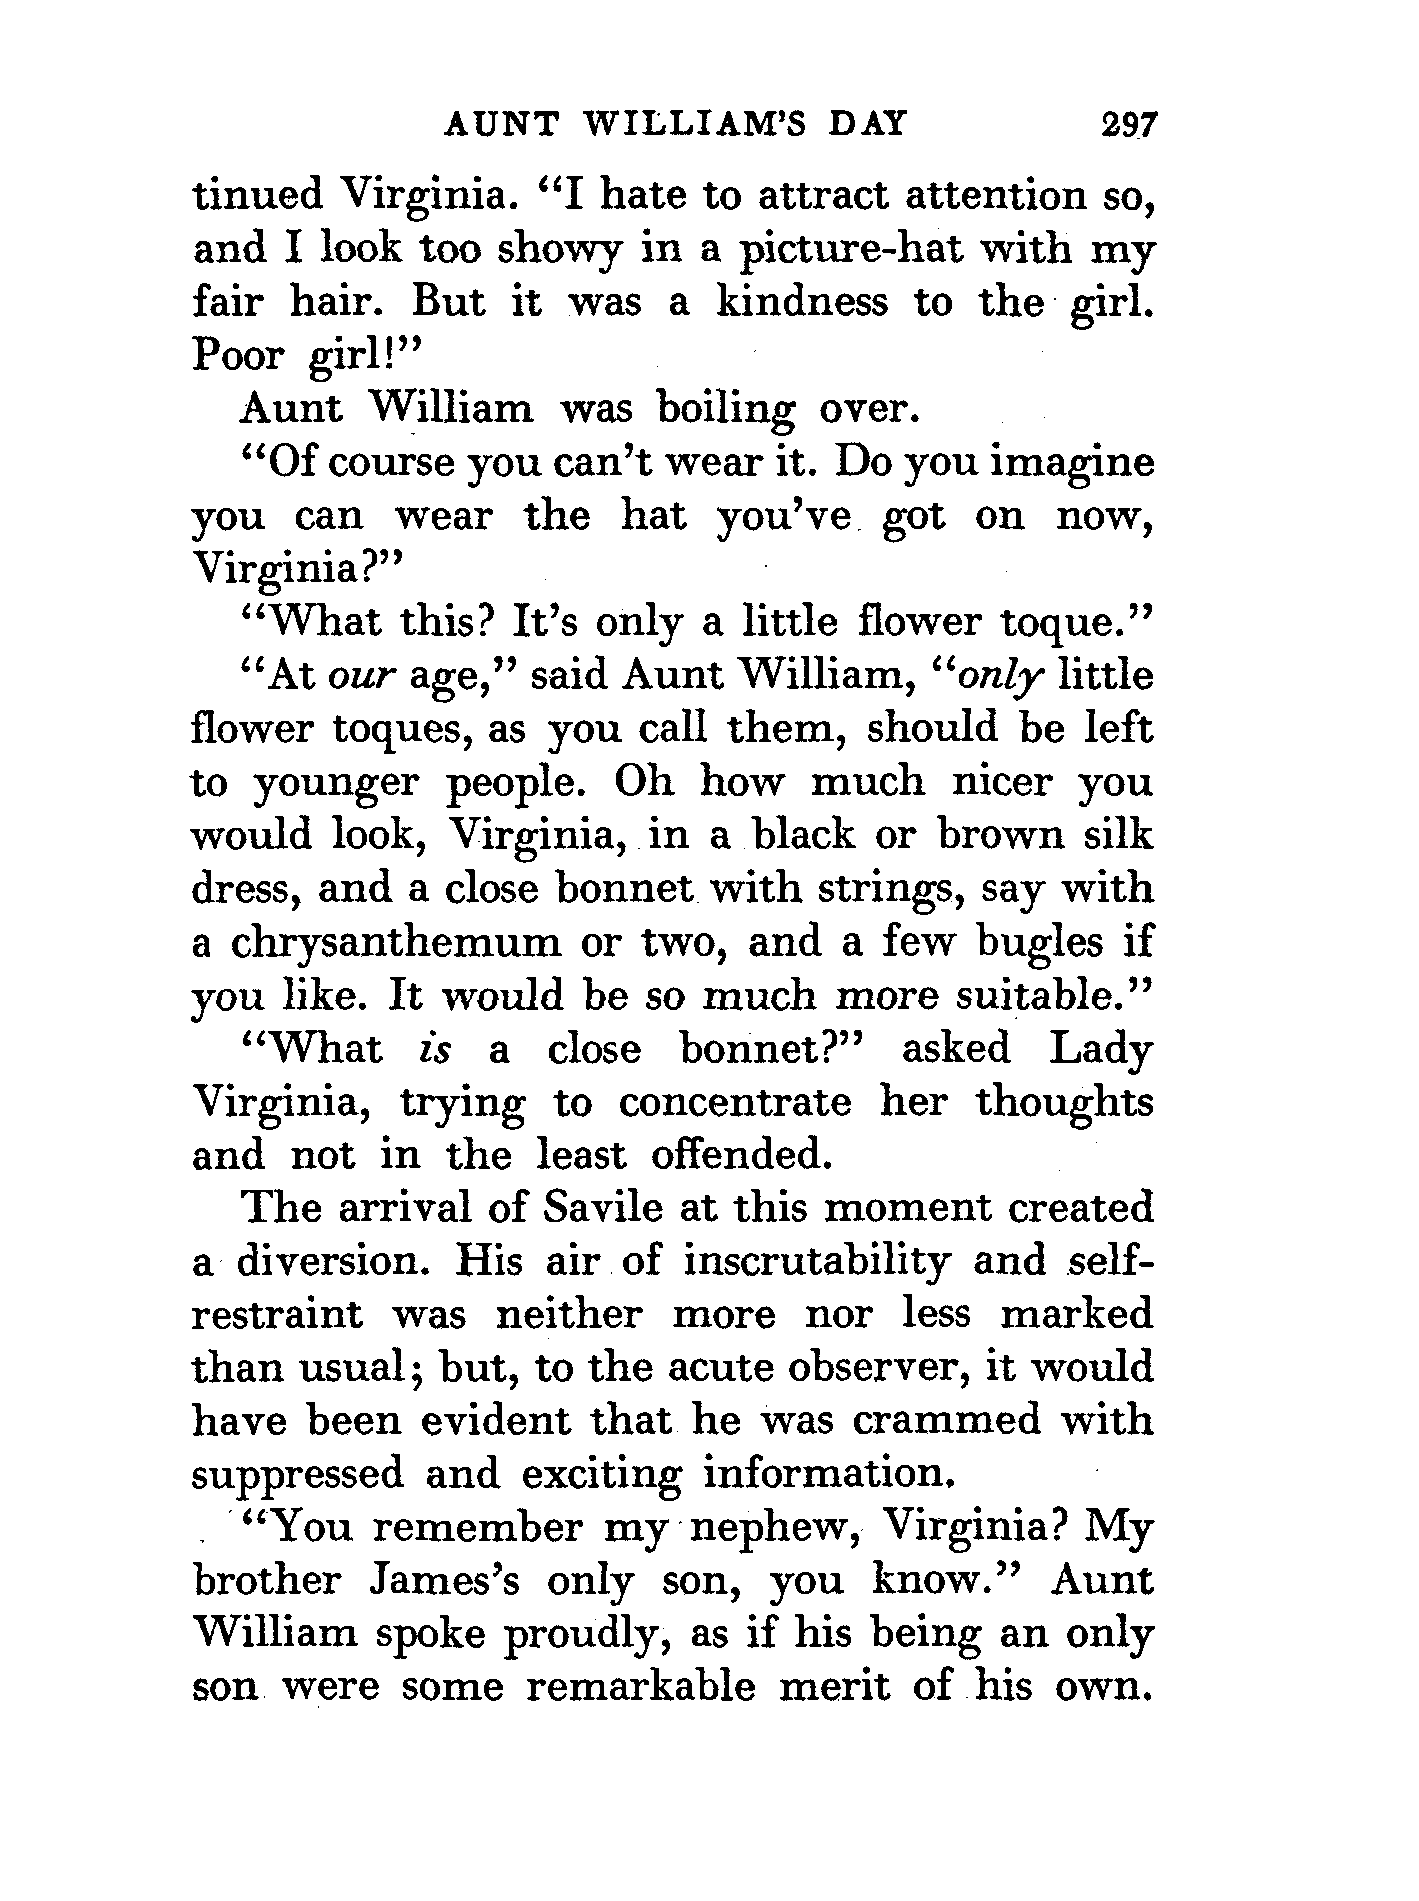 AUNT WILLIAM'S DAY 297
tinued Virginia. “I hate to attract attention so,
and I look too showy in a picture-hat with my
fair hair. But it was a kindness to the girl.
Poor girl!”
Aunt William was boiling over.
“Of course you can’t wear it. Do you imagine
you can wear the hat you’ve got on now,
Virginia?”
“What this? It’s only a little flower toque.”
“At our age,” said Aunt William, “only little
flower toques, as you call them, should be left
to younger people. Oh how much nicer you
would look, Virginia, in a black or brown silk
dress, and a close bonnet with strings, say with
a chrysanthemum or two, and a few bugles if
you like. It would be so much more suitable.”
“What is a close bonnet?” asked Lady
Virginia, trying to concentrate her thoughts
and not in the least offended.
The arrival of Savile at this moment created
a diversion. His air of inscrutability and self-
restraint was neither more nor less marked
than usual; but, to the acute observer, it would
have been evident that he was crammed with
suppressed and exciting information.
“You remember my nephew, Virginia? My
brother James’s only son, you know.” Aunt
William spoke proudly, as if his being an only
son were some remarkable merit of his own.